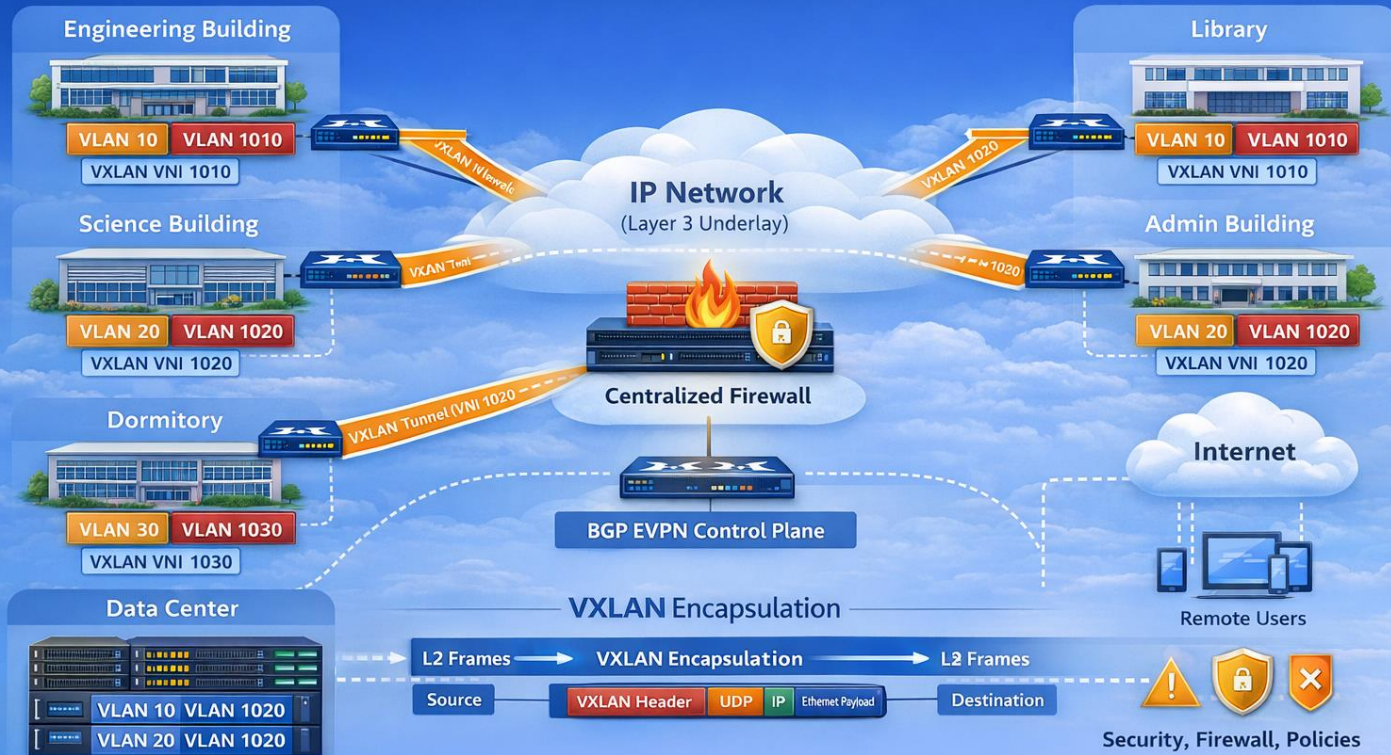 Engineering Building
VLAN 10 VLAN 1010
VXLAN VNI 1010
Science Building
VLAN 20 VLAN 1020
VXLAN VNI 1020
Dormitory
VLAN 30 VLAN 1030
VXLAN VNI 1030
Data Center
VLAN 10 VLAN 1020
VLAN 20 VLAN 1020
VXLAN
VXLAN Tunnel (VNI 1020
IP Network
(Layer 3 Underlay)
Centralized Firewall
BGP EVPN Control Plane
VXLAN 1020
1020
Library
VLAN 10 VLAN 1010
VXLAN VNI 1010
Admin Building
VLAN 20 VLAN 1020
VXLAN VNI 1020
Internet
Remote Users
VXLAN Encapsulation
L2 Frames VXLAN Encapsulation L2 Frames
Source VXLAN Header UDP IP Ethernet Payload Destination
Security, Firewall, Policies